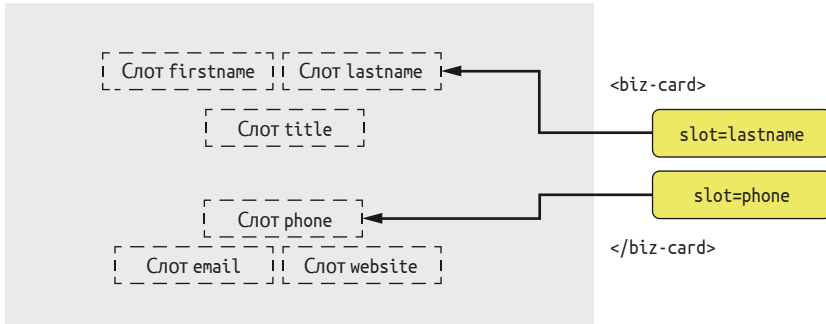 Слот firstname Слот lastname
<biz-card>
Слот title
slot=lastname
slot=phone
Слот phone
</biz-card>
Слот email Слот website